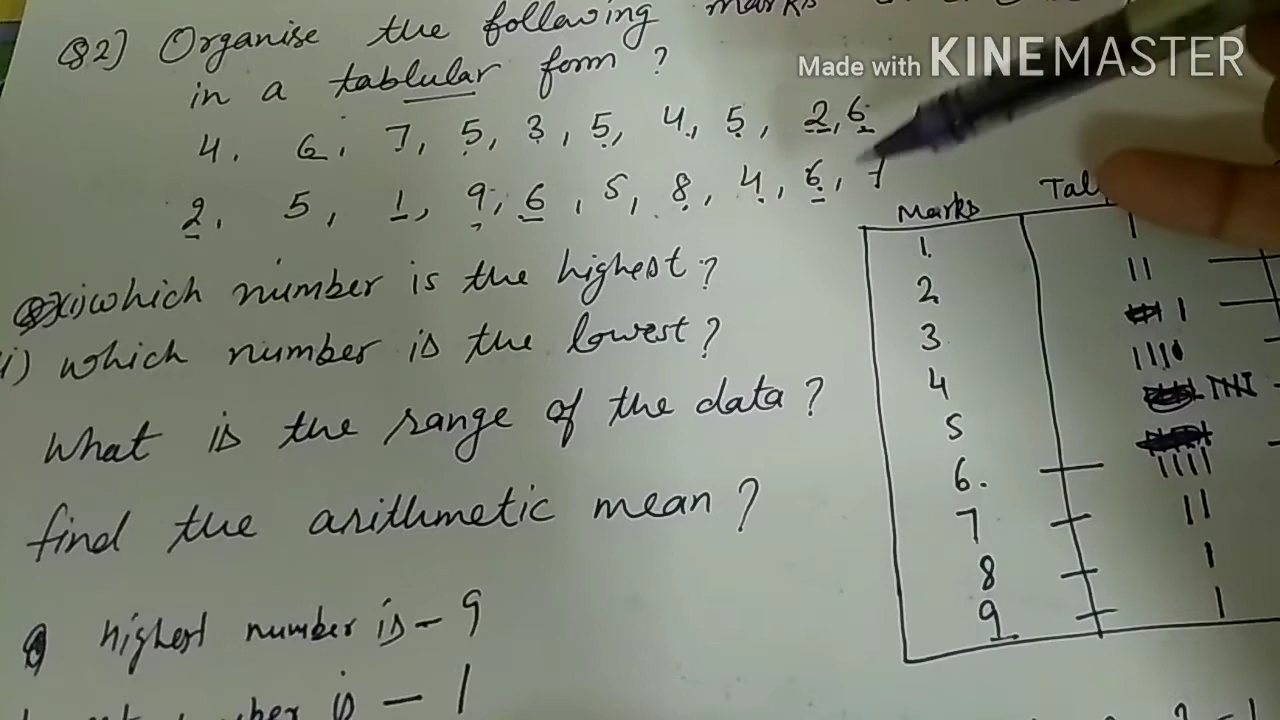 Made with KINEMASTER
Q2) Organise the following marks
in a tablular form ?
4, 6, 7, 5, 3, 5, 4, 5, 2, 6
2, 5, 1, 9, 6, 5, 8, 4, 6, 7
i) which number is the highest ?
i) which number is the lowest ?
What is the range of the data ?
find the arithmetic mean ?
highest number is - 9
is - 1
Marks
1. |
2 ||
3 |
4 |||
5 ||||
6. ||||
7 ||
8 |
9 |